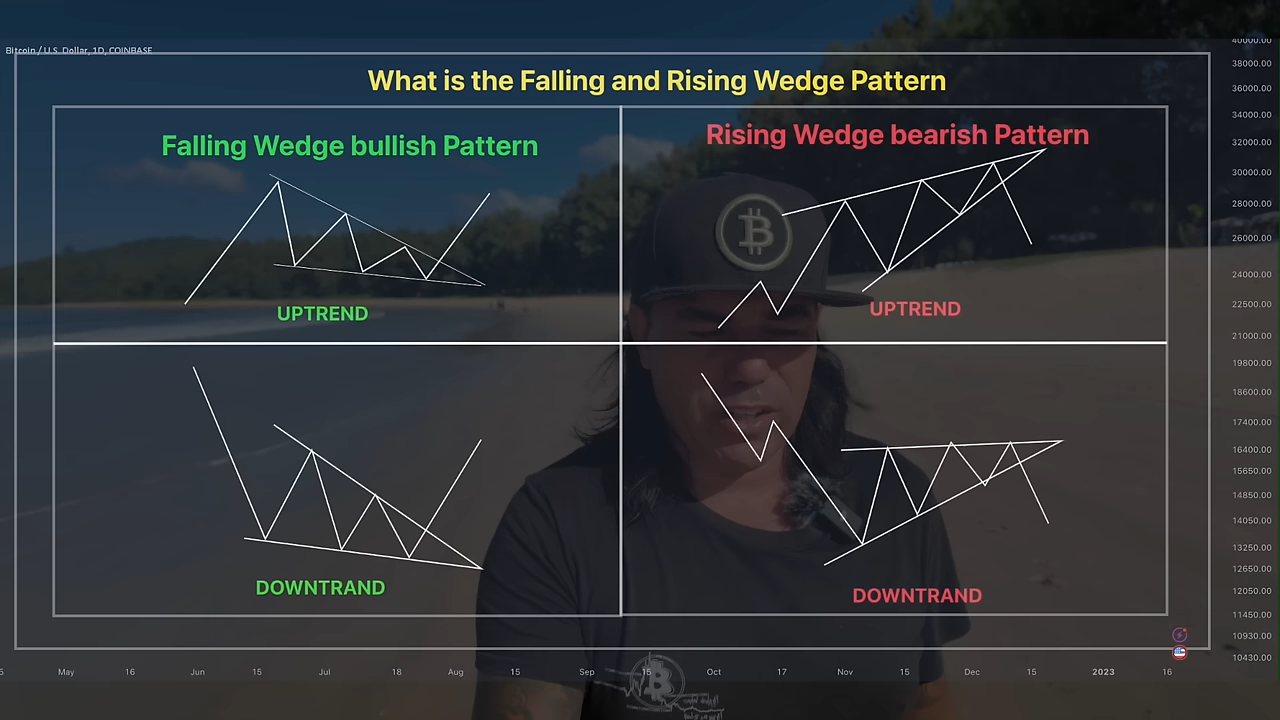 Bitcoin / U.S. Dollar, 1D, COINBASE
What is the Falling and Rising Wedge Pattern
Falling Wedge bullish Pattern
Rising Wedge bearish Pattern
UPTREND
UPTREND
DOWNTRAND
DOWNTRAND
40000.00
38000.00
36000.00
34000.00
32000.00
30000.00
28000.00
26000.00
24000.00
22500.00
21000.00
19800.00
18600.00
17400.00
16400.00
15650.00
14850.00
14050.00
13250.00
12650.00
12050.00
11450.00
10930.00
10430.00
May 16 Jun 15 Jul 18 Aug 15 Sep 15 Oct 17 Nov 15 Dec 15 2023 16